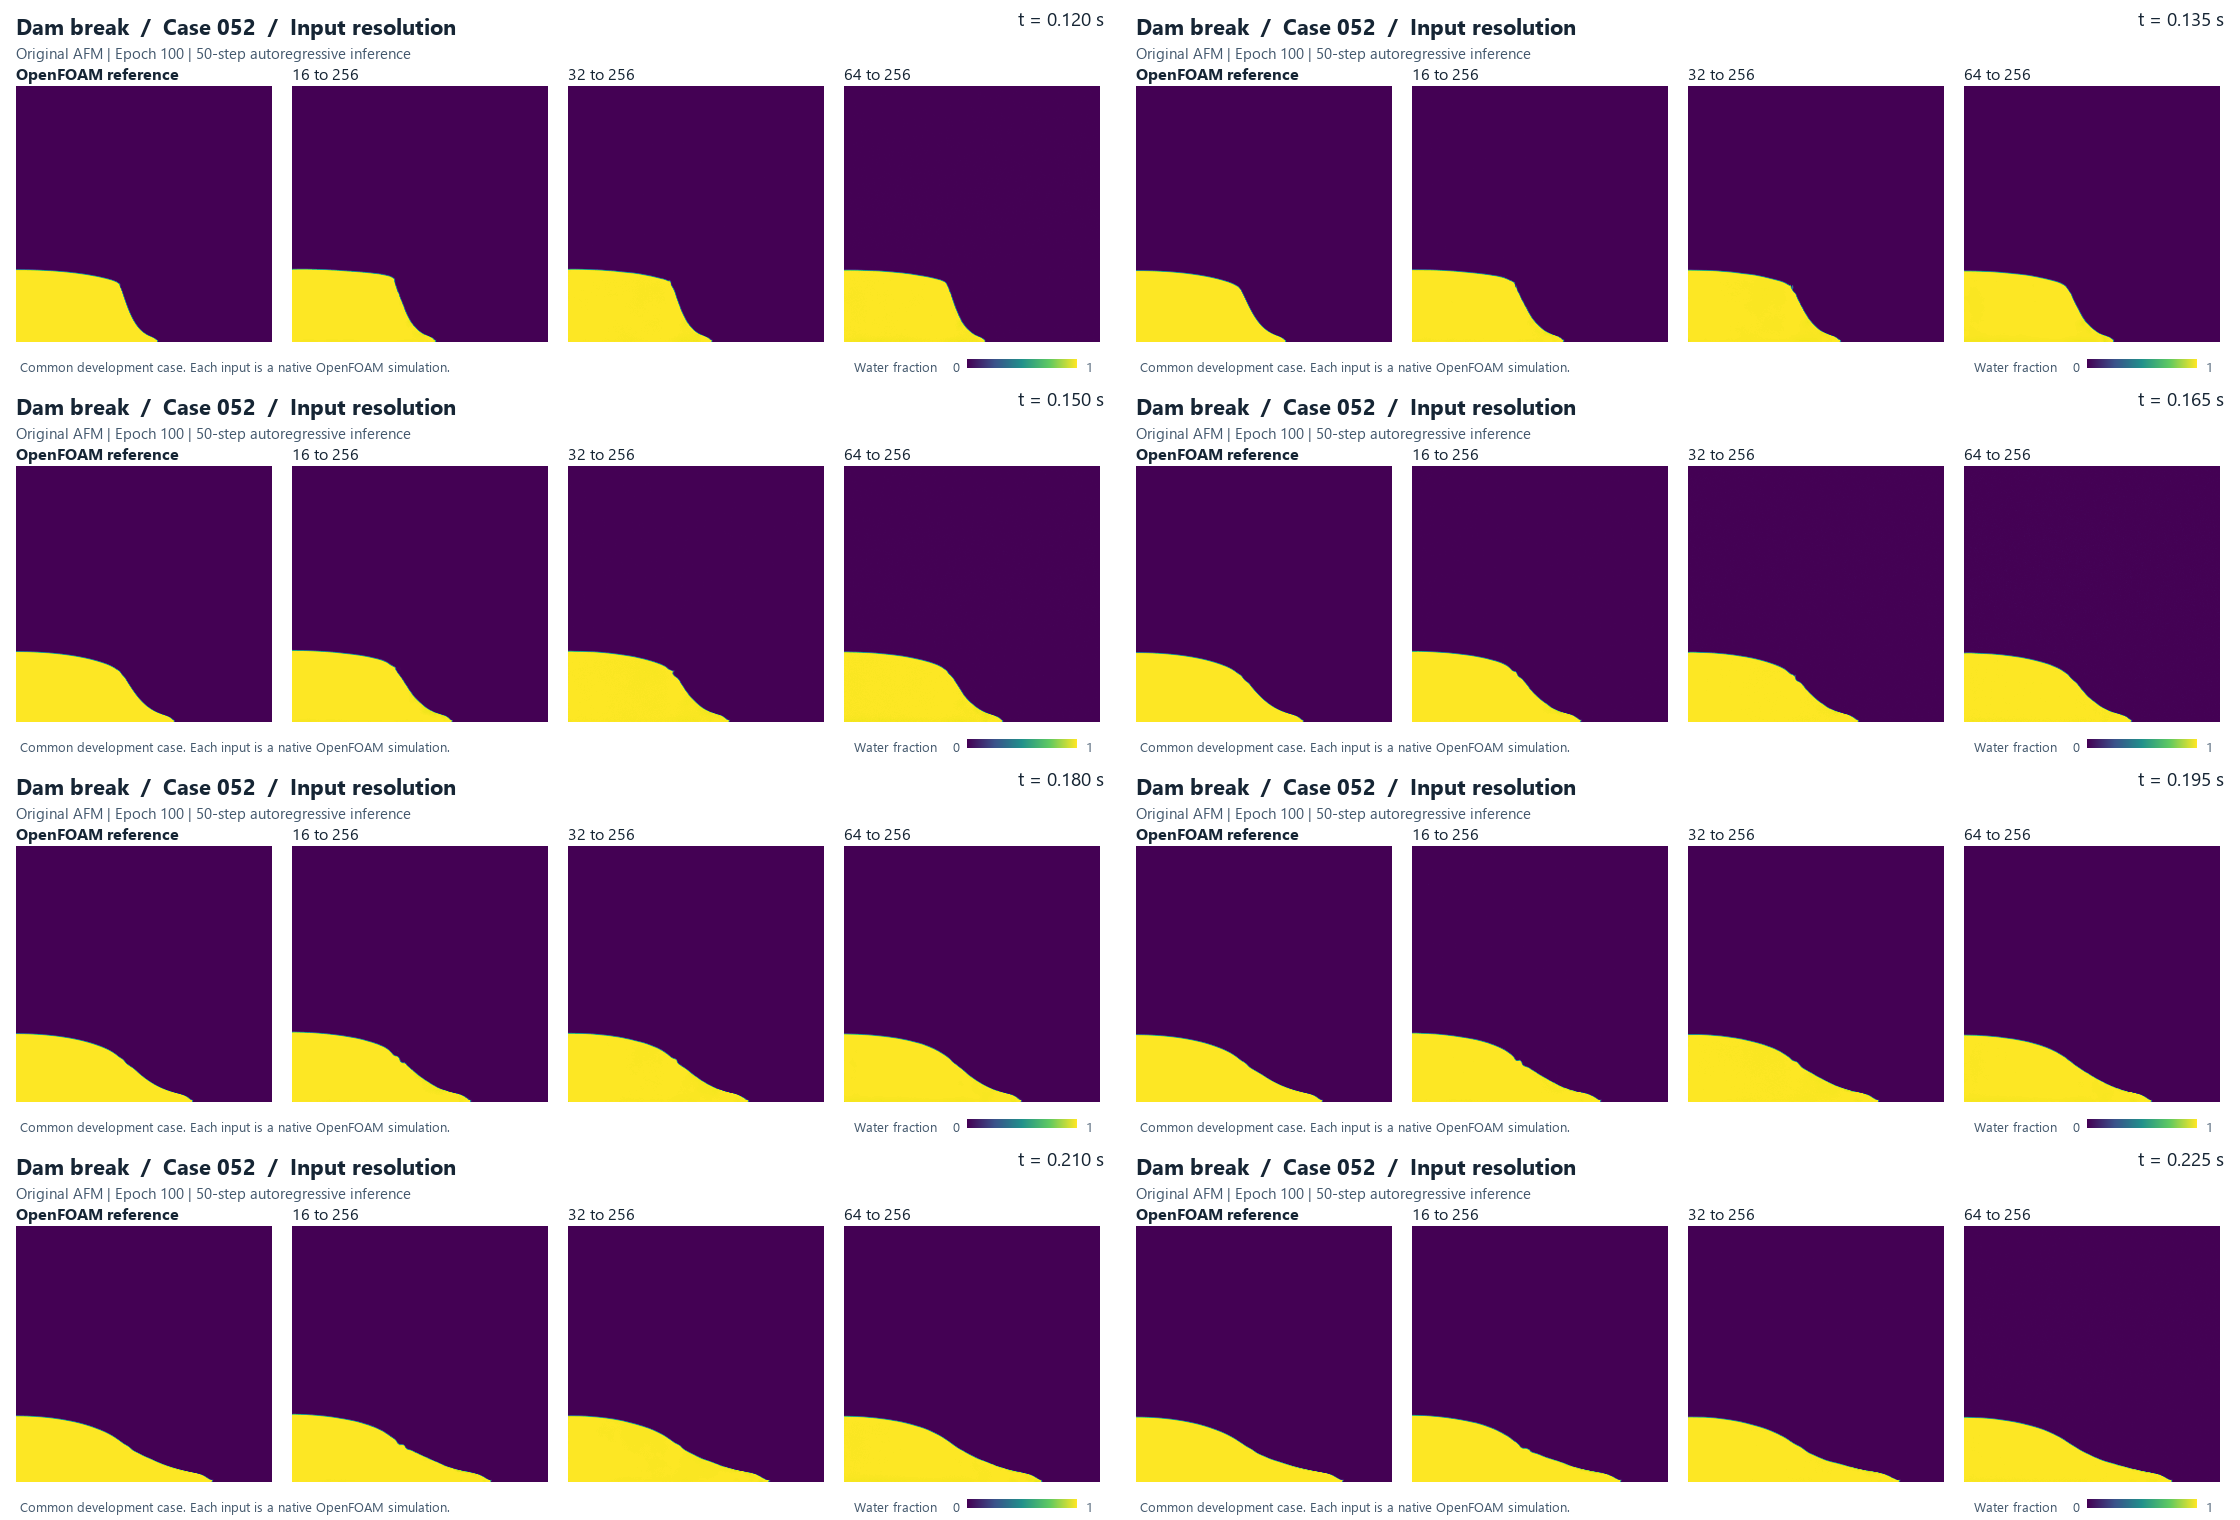 Dam break / Case 052 / Input resolution
t = 0.120 s
Original AFM | Epoch 100 | 50-step autoregressive inference
OpenFOAM reference
16 to 256
32 to 256
64 to 256
Common development case. Each input is a native OpenFOAM simulation.
Water fraction 0 1
Dam break / Case 052 / Input resolution
t = 0.135 s
Original AFM | Epoch 100 | 50-step autoregressive inference
OpenFOAM reference
16 to 256
32 to 256
64 to 256
Common development case. Each input is a native OpenFOAM simulation.
Water fraction 0 1
Dam break / Case 052 / Input resolution
t = 0.150 s
Original AFM | Epoch 100 | 50-step autoregressive inference
OpenFOAM reference
16 to 256
32 to 256
64 to 256
Common development case. Each input is a native OpenFOAM simulation.
Water fraction 0 1
Dam break / Case 052 / Input resolution
t = 0.165 s
Original AFM | Epoch 100 | 50-step autoregressive inference
OpenFOAM reference
16 to 256
32 to 256
64 to 256
Common development case. Each input is a native OpenFOAM simulation.
Water fraction 0 1
Dam break / Case 052 / Input resolution
t = 0.180 s
Original AFM | Epoch 100 | 50-step autoregressive inference
OpenFOAM reference
16 to 256
32 to 256
64 to 256
Common development case. Each input is a native OpenFOAM simulation.
Water fraction 0 1
Dam break / Case 052 / Input resolution
t = 0.195 s
Original AFM | Epoch 100 | 50-step autoregressive inference
OpenFOAM reference
16 to 256
32 to 256
64 to 256
Common development case. Each input is a native OpenFOAM simulation.
Water fraction 0 1
Dam break / Case 052 / Input resolution
t = 0.210 s
Original AFM | Epoch 100 | 50-step autoregressive inference
OpenFOAM reference
16 to 256
32 to 256
64 to 256
Common development case. Each input is a native OpenFOAM simulation.
Water fraction 0 1
Dam break / Case 052 / Input resolution
t = 0.225 s
Original AFM | Epoch 100 | 50-step autoregressive inference
OpenFOAM reference
16 to 256
32 to 256
64 to 256
Common development case. Each input is a native OpenFOAM simulation.
Water fraction 0 1